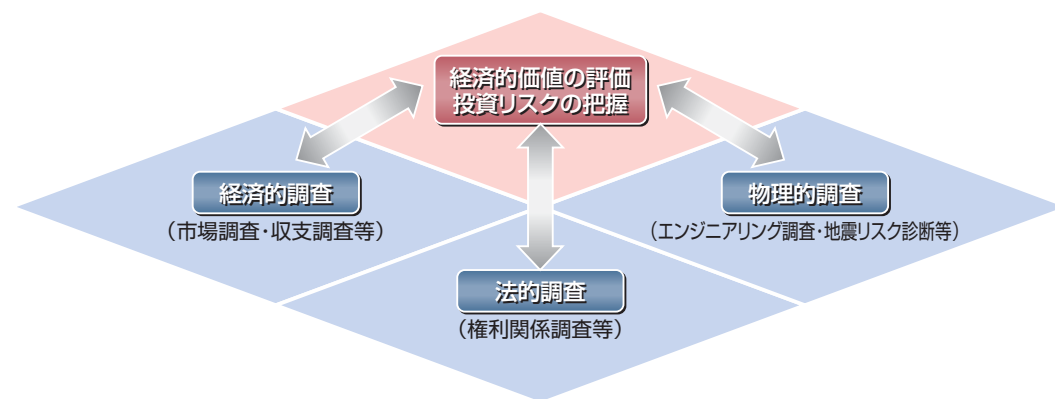 経済的価値の評価
投資リスクの把握
経済的調査
（市場調査・収支調査等）
物理的調査
（エンジニアリング調査・地震リスク診断等）
法的調査
（権利関係調査等）